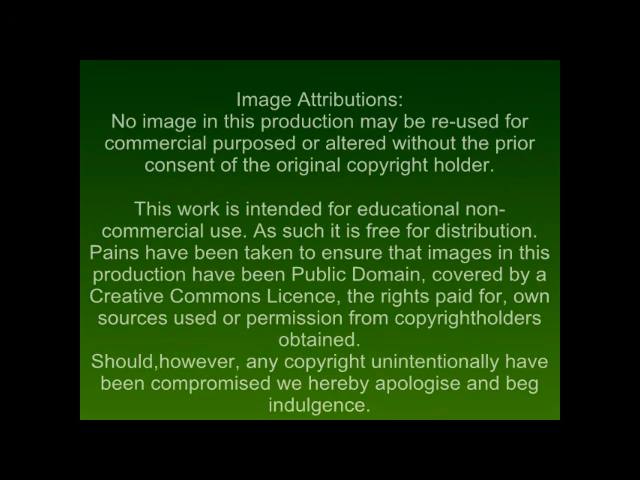 Image Attributions:
No image in this production may be re-used for
commercial purposed or altered without the prior
consent of the original copyright holder.
This work is intended for educational non-
commercial use. As such it is free for distribution.
Pains have been taken to ensure that images in this
production have been Public Domain, covered by a
Creative Commons Licence, the rights paid for, own
sources used or permission from copyrightholders
obtained.
Should,however, any copyright unintentionally have
been compromised we hereby apologise and beg
indulgence.